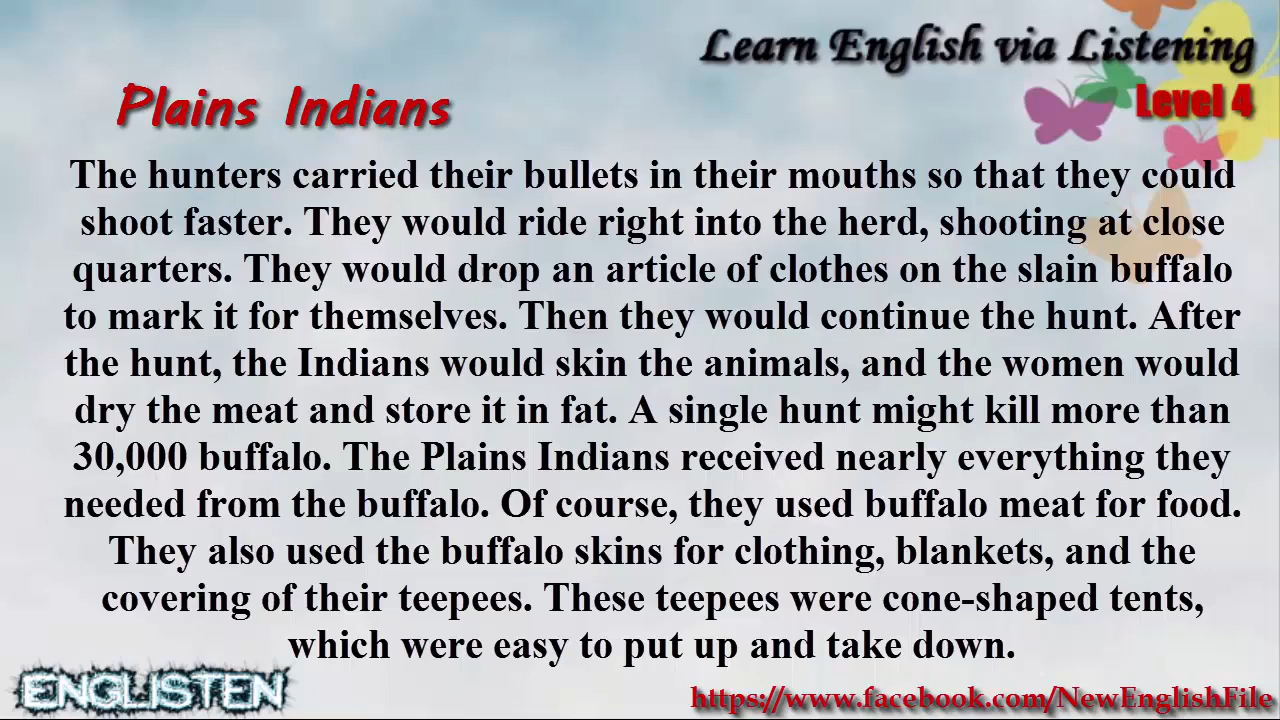 Learn English via Listening
Level 4
Plains Indians
The hunters carried their bullets in their mouths so that they could
shoot faster. They would ride right into the herd, shooting at close
quarters. They would drop an article of clothes on the slain buffalo
to mark it for themselves. Then they would continue the hunt. After
the hunt, the Indians would skin the animals, and the women would
dry the meat and store it in fat. A single hunt might kill more than
30,000 buffalo. The Plains Indians received nearly everything they
needed from the buffalo. Of course, they used buffalo meat for food.
They also used the buffalo skins for clothing, blankets, and the
covering of their teepees. These teepees were cone-shaped tents,
which were easy to put up and take down.
ENGLISTEN
https://www.facebook.com/NewEnglishFile